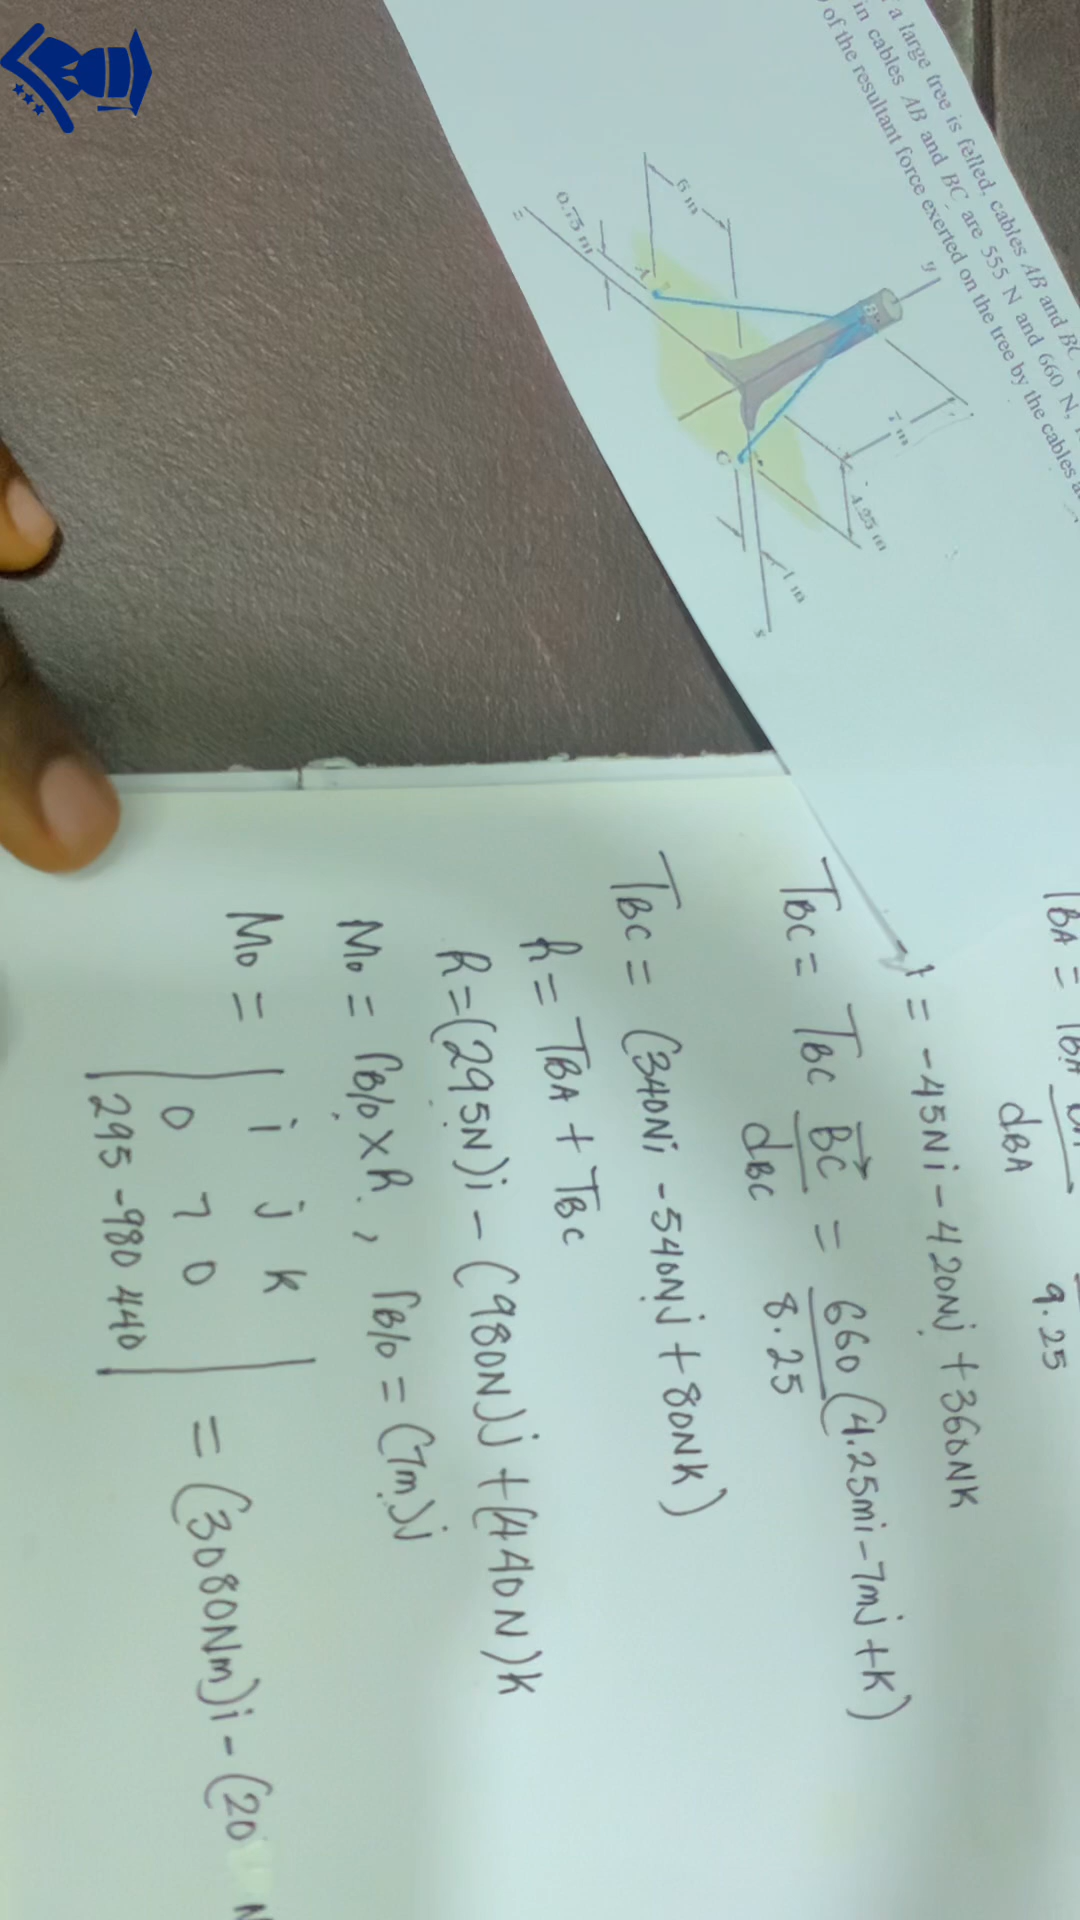 a large tree is felled, cables AB and BC
in cables AB and BC are 555 N and 660 N,
of the resultant force exerted on the tree by the cables
y
B
7 m
4.25 m
6 m
A
0.75 m
z
C
1 m
x
TBA = TBA BA
dBA 9.25
= -45Ni - 420Nj + 360Nk
TBC = TBC BC = 660 (4.25mi - 7mj + k)
dBC 8.25
TBC = (340Ni - 540Nj + 80Nk)
R = TBA + TBC
R = (295N)i - (980N)j + (440N)k
Mo = rB/o x R, rB/o = (7m)j
Mo = | i j k |
0 7 0 = (3080Nm)i - (20
295 -980 440